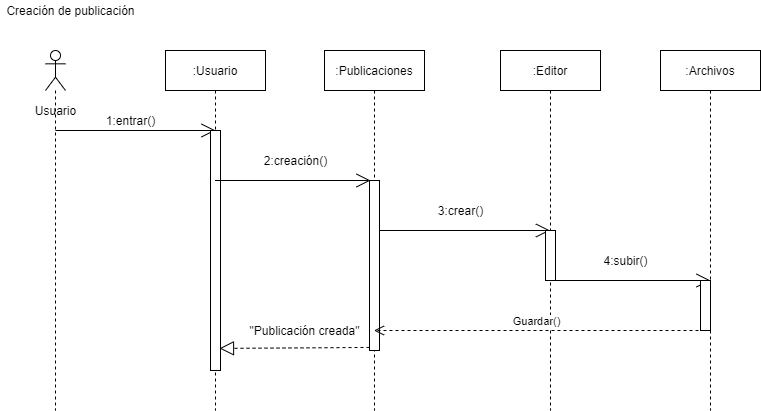 Creación de publicación
:Usuario
:Publicaciones
:Editor
:Archivos
Usuario
1:entrar()
2:creación()
3:crear()
4:subir()
Guardar()
"Publicación creada"